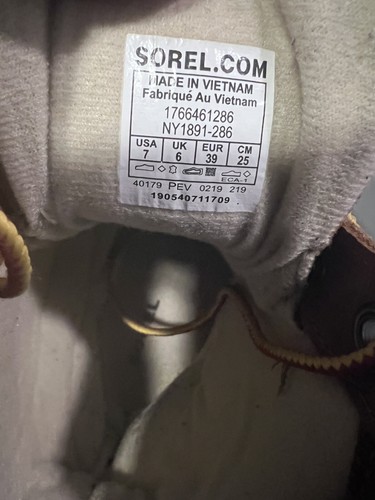 SOREL.COM
MADE IN VIETNAM
Fabriqué Au Vietnam
1766461286
NY1891-286
USA UK EUR CM
7 6 39 25
ECA-1
40179 PEV 0219 219
190540711709